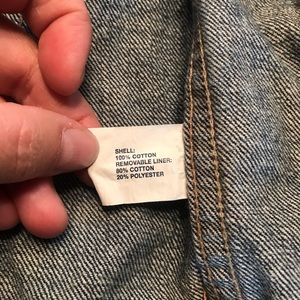 SHELL:
100% COTTON
REMOVABLE LINER:
80% COTTON
20% POLYESTER